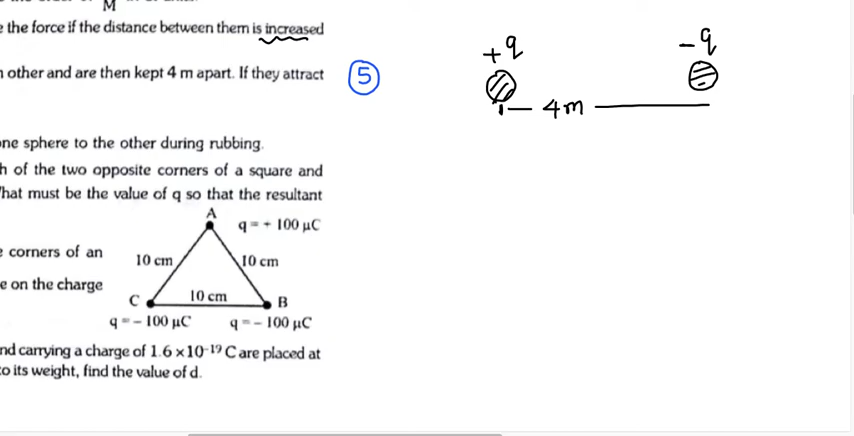 M
the force if the distance between them is increased
other and are then kept 4 m apart. If they attract
5
+q
-q
4m
one sphere to the other during rubbing.
of the two opposite corners of a square and
What must be the value of q so that the resultant
A
q = + 100 µC
corners of an
10 cm
10 cm
on the charge
C
10 cm
B
q = - 100 µC
q = - 100 µC
and carrying a charge of 1.6 ×10⁻¹⁹ C are placed at
to its weight, find the value of d.